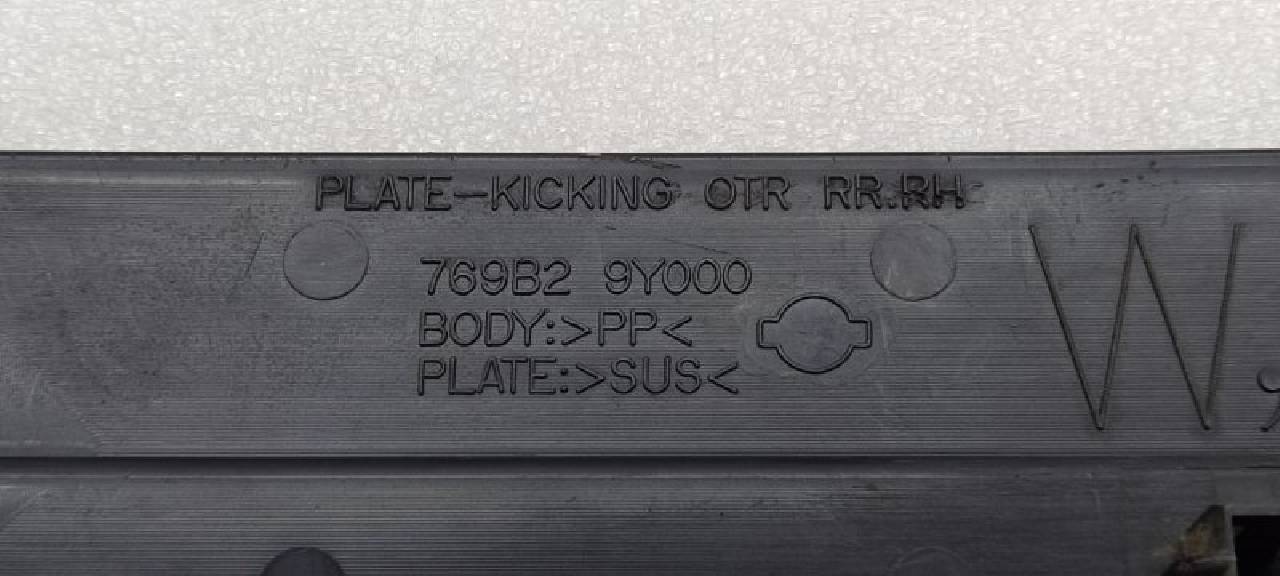 PLATE-KICKING OTR RR.RH
769B2 9Y000
BODY:>PP<
PLATE:>SUS<
W,